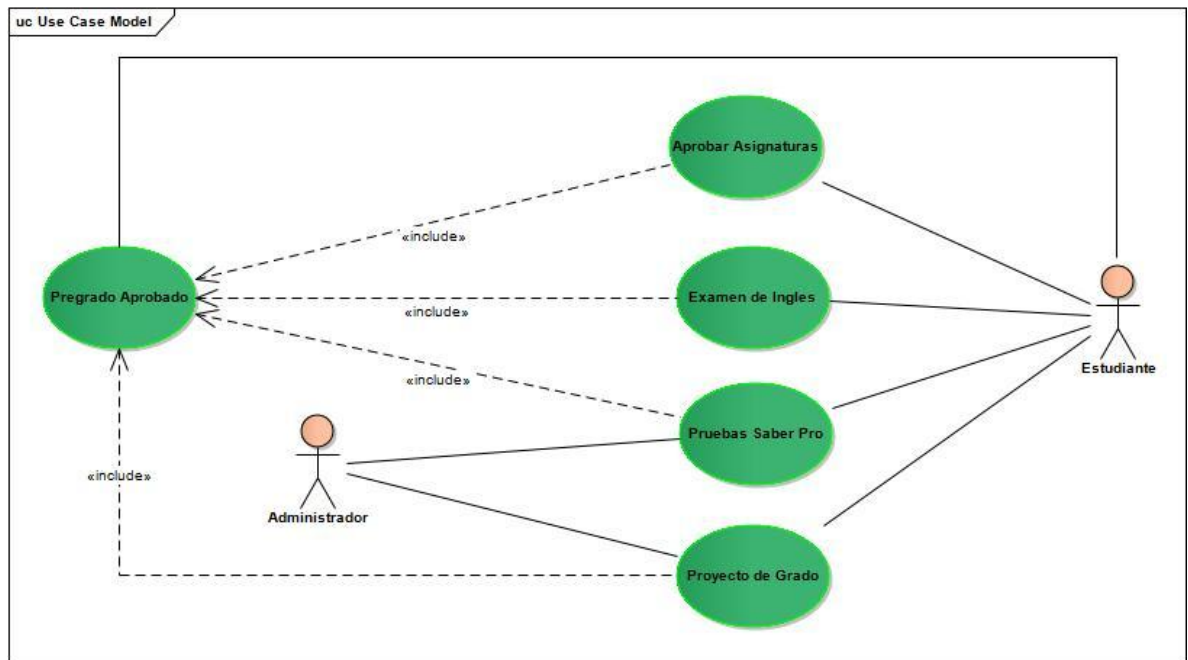 uc Use Case Model
Aprobar Asignaturas
«include»
Pregrado Aprobado
Examen de Ingles
«include»
Estudiante
«include»
Pruebas Saber Pro
«include»
Administrador
Proyecto de Grado